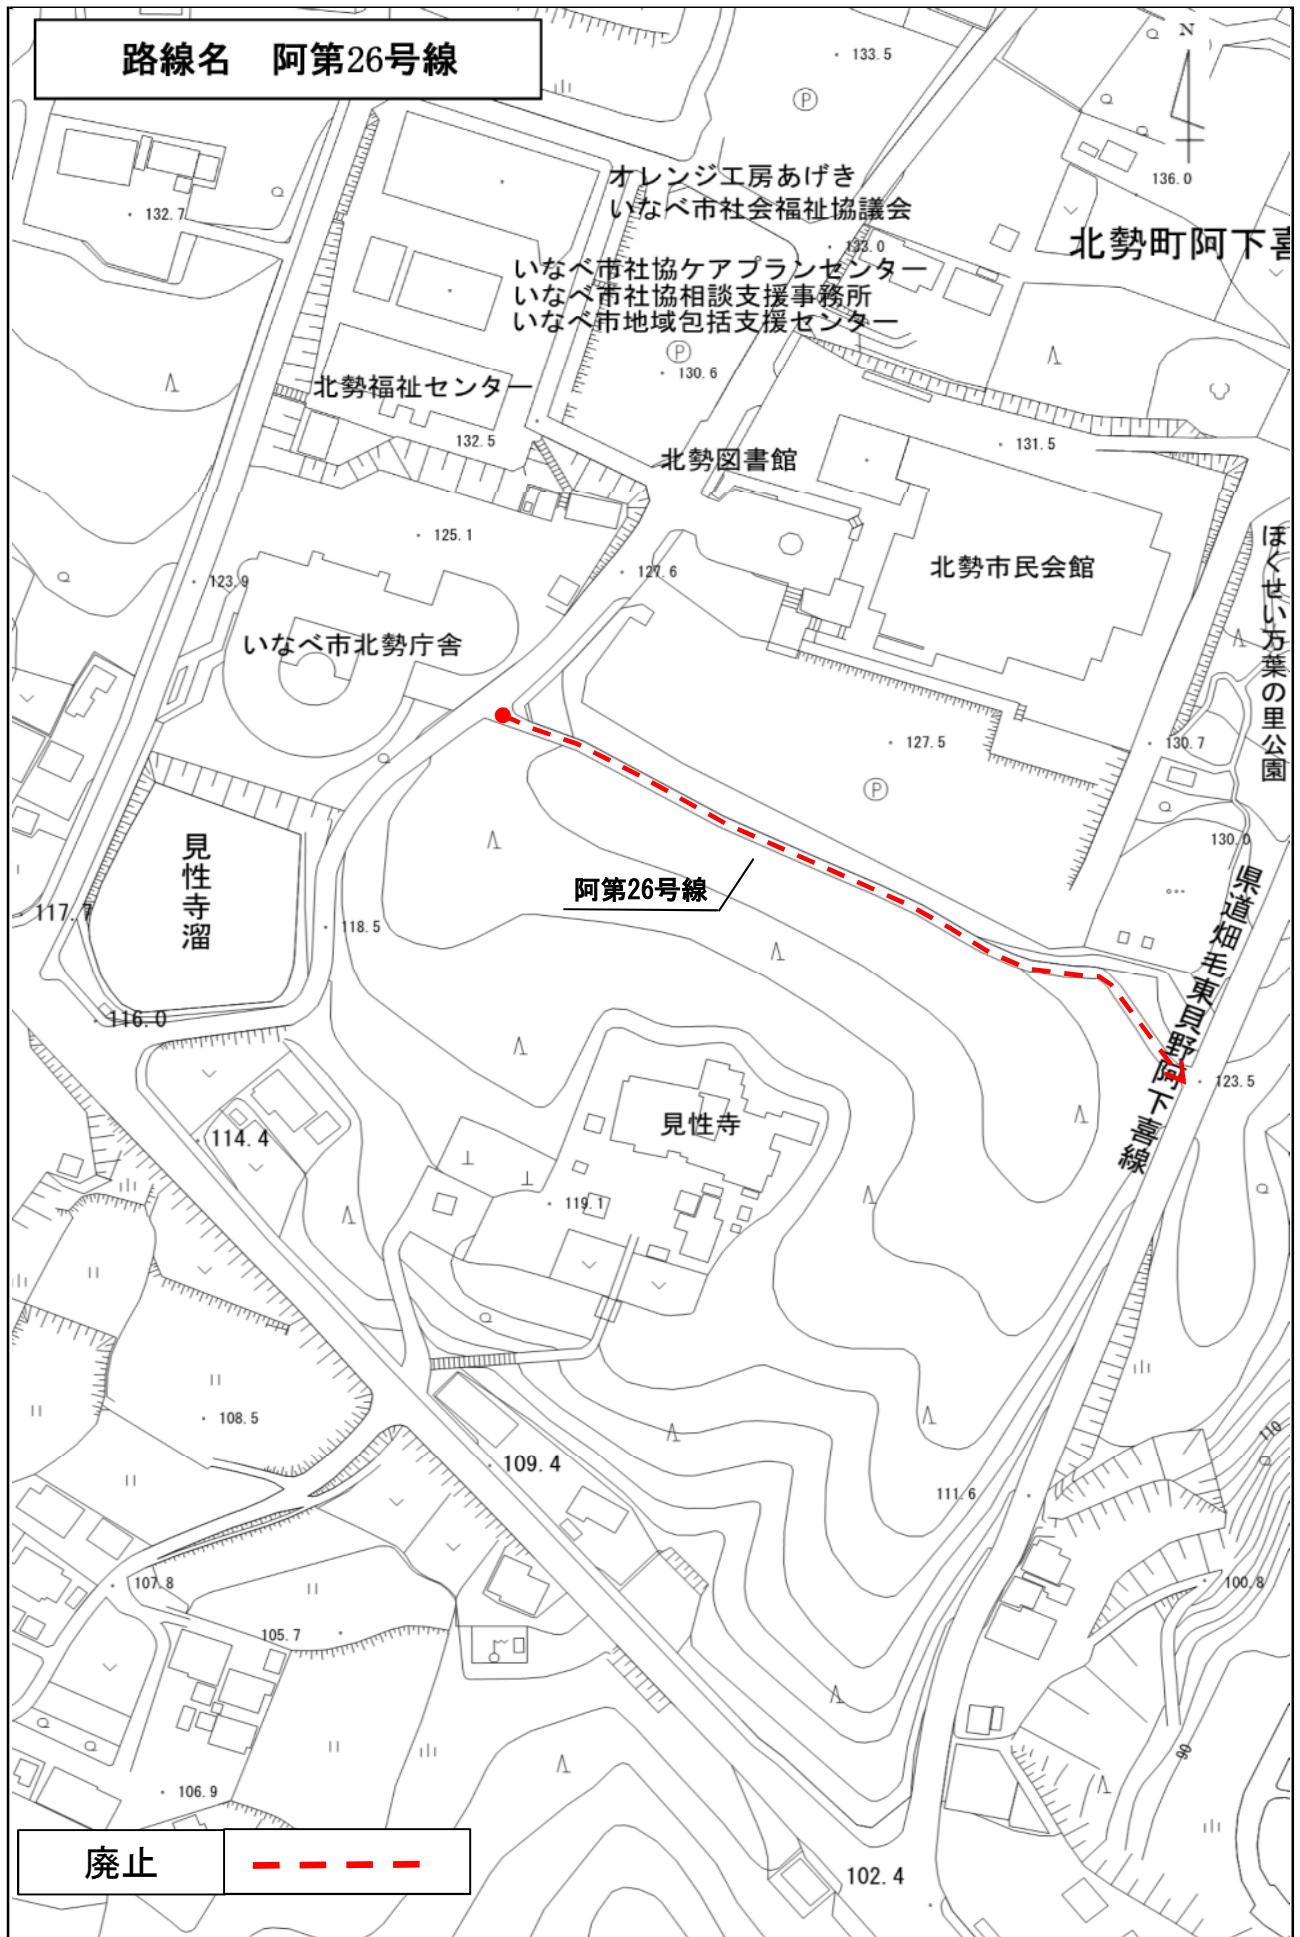 路線名　阿第26号線
N
133.5
P
オレンジ工房あげき
いなべ市社会福祉協議会
136.0
132.7
133.0
北勢町阿下喜
いなべ市社協ケアプランセンター
いなべ市社協相談支援事務所
いなべ市地域包括支援センター
P
130.6
北勢福祉センター
132.5
北勢図書館
131.5
125.1
ほくせい万葉の里公園
127.6
北勢市民会館
123.9
いなべ市北勢庁舎
127.5
130.7
P
130.0
見性寺溜
阿第26号線
県道畑毛東貝野阿下喜線
117.7
118.5
116.0
123.5
見性寺
114.4
119.1
108.5
110
109.4
111.6
107.8
100.8
105.7
90
106.9
廃止
102.4